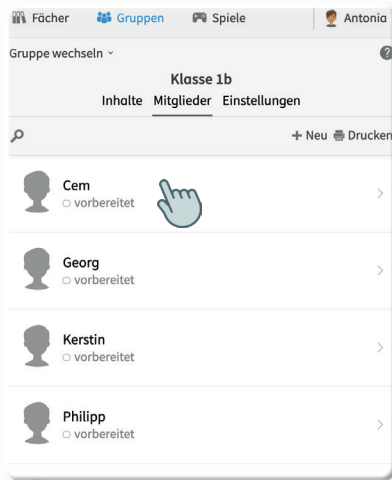 Fächer Gruppen Spiele Antonia
Gruppe wechseln
Klasse 1b
Inhalte Mitglieder Einstellungen
+ Neu Drucken
Cem
vorbereitet
Georg
vorbereitet
Kerstin
vorbereitet
Philipp
vorbereitet